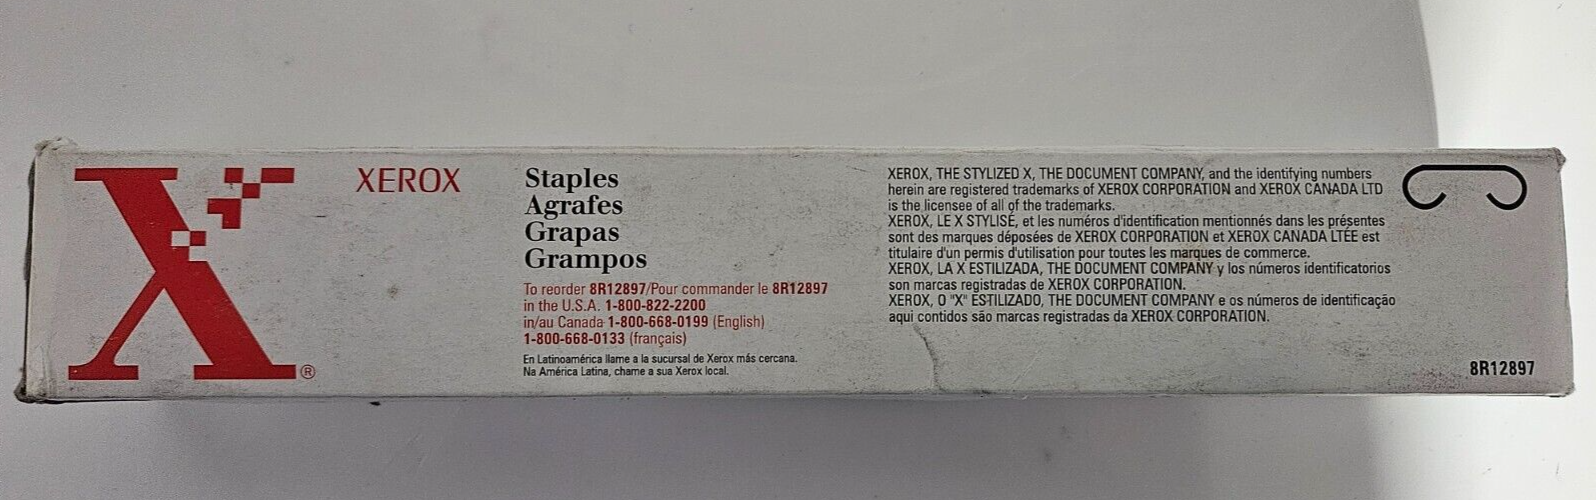 XEROX
Staples
Agrafes
Grapas
Grampos
To reorder 8R12897/Pour commander le 8R12897
in the U.S.A. 1-800-822-2200
in/au Canada 1-800-668-0199 (English)
1-800-668-0133 (français)
En Latinoamérica llame a la sucursal de Xerox más cercana.
Na América Latina, chame a sua Xerox local.
XEROX, THE STYLIZED X, THE DOCUMENT COMPANY, and the identifying numbers
herein are registered trademarks of XEROX CORPORATION and XEROX CANADA LTD
is the licensee of all of the trademarks.
XEROX, LE X STYLISÉ, et les numéros d'identification mentionnés dans les présentes
sont des marques déposées de XEROX CORPORATION et XEROX CANADA LTÉE est
titulaire d'un permis d'utilisation pour toutes les marques de commerce.
XEROX, LA X ESTILIZADA, THE DOCUMENT COMPANY y los números identificatorios
son marcas registradas de XEROX CORPORATION.
XEROX, O "X" ESTILIZADO, THE DOCUMENT COMPANY e os números de identificação
aqui contidos são marcas registradas da XEROX CORPORATION.
8R12897
X
®